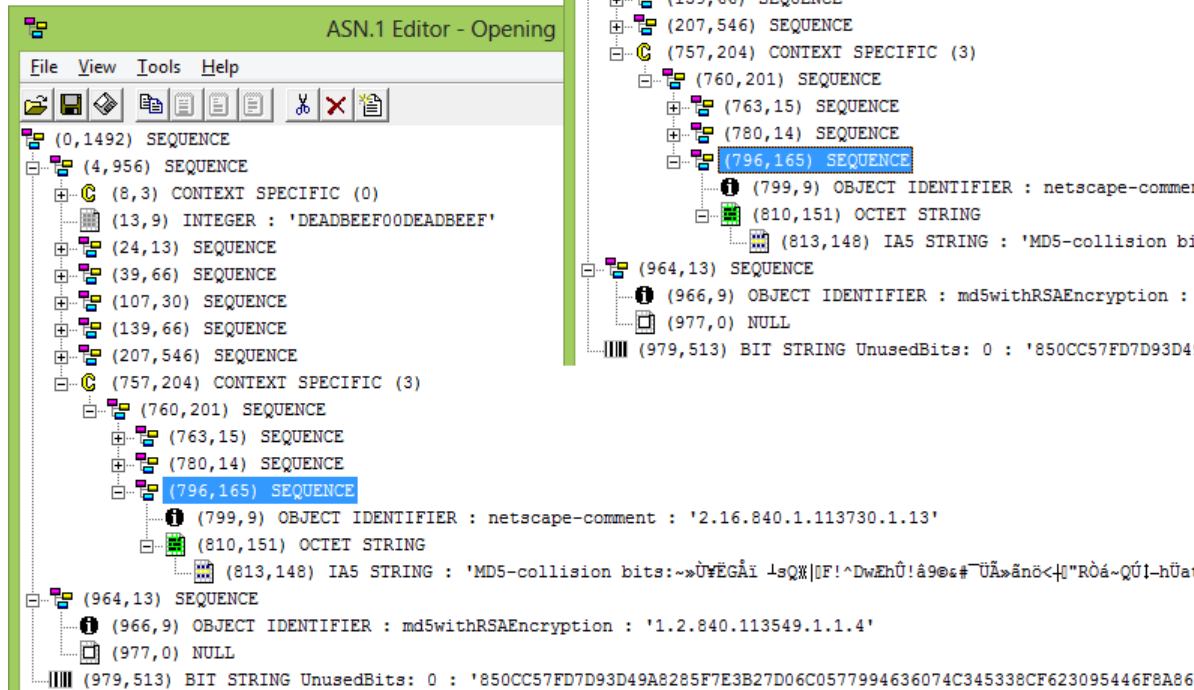 ASN.1 Editor - Opening
File View Tools Help
(0,1492) SEQUENCE
(4,956) SEQUENCE
(8,3) CONTEXT SPECIFIC (0)
(13,9) INTEGER : 'DEADBEEF00DEADBEEF'
(24,13) SEQUENCE
(39,66) SEQUENCE
(107,30) SEQUENCE
(139,66) SEQUENCE
(207,546) SEQUENCE
(757,204) CONTEXT SPECIFIC (3)
(760,201) SEQUENCE
(763,15) SEQUENCE
(780,14) SEQUENCE
(796,165) SEQUENCE
(799,9) OBJECT IDENTIFIER : netscape-comment : '2.16.840.1.113730.1.13'
(810,151) OCTET STRING
(813,148) IA5 STRING : 'MD5-collision bits:
(964,13) SEQUENCE
(966,9) OBJECT IDENTIFIER : md5withRSAEncryption : '1.2.840.113549.1.1.4'
(977,0) NULL
(979,513) BIT STRING UnusedBits: 0 : '850CC57FD7D93D49A8285F7E3B27D06C0577994636074C345338CF623095446F8A86
(139,66) SEQUENCE
(207,546) SEQUENCE
(757,204) CONTEXT SPECIFIC (3)
(760,201) SEQUENCE
(763,15) SEQUENCE
(780,14) SEQUENCE
(796,165) SEQUENCE
(799,9) OBJECT IDENTIFIER : netscape-commen
(810,151) OCTET STRING
(813,148) IA5 STRING : 'MD5-collision bi
(964,13) SEQUENCE
(966,9) OBJECT IDENTIFIER : md5withRSAEncryption :
(977,0) NULL
(979,513) BIT STRING UnusedBits: 0 : '850CC57FD7D93D4